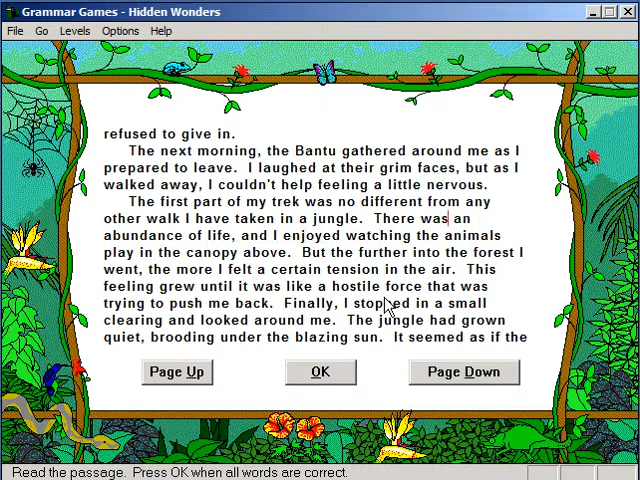 Grammar Games - Hidden Wonders
File Go Levels Options Help
refused to give in.
The next morning, the Bantu gathered around me as I
prepared to leave. I laughed at their grim faces, but as I
walked away, I couldn't help feeling a little nervous.
The first part of my trek was no different from any
other walk I have taken in a jungle. There was an
abundance of life, and I enjoyed watching the animals
play in the canopy above. But the further into the forest I
went, the more I felt a certain tension in the air. This
feeling grew until it was like a hostile force that was
trying to push me back. Finally, I stopped in a small
clearing and looked around me. The jungle had grown
quiet, brooding under the blazing sun. It seemed as if the
Page Up OK Page Down
Read the passage. Press OK when all words are correct.